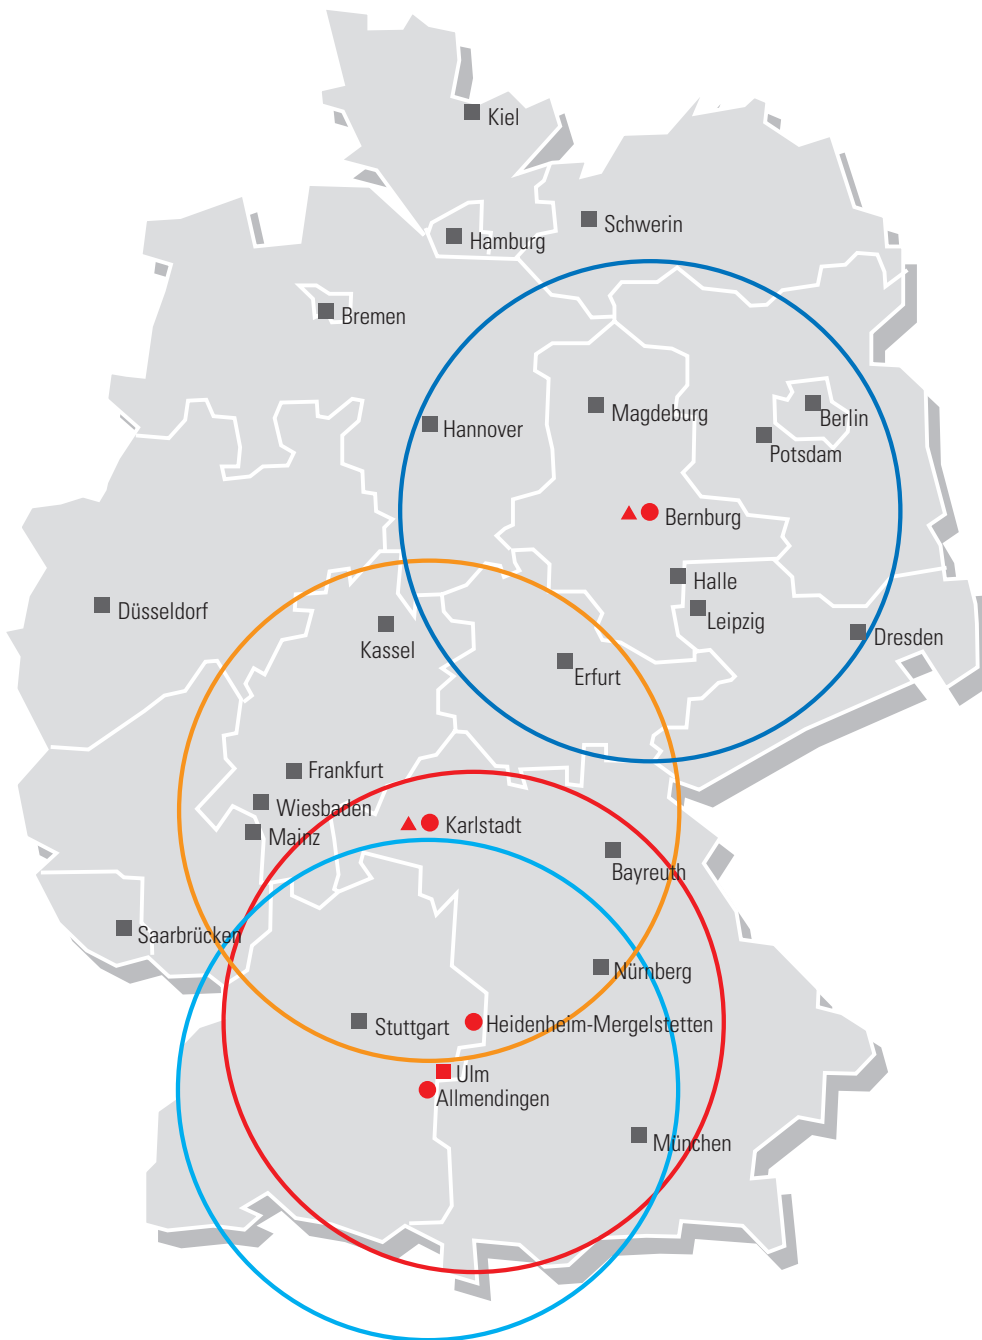 Kiel
Schwerin
Hamburg
Bremen
Magdeburg
Berlin
Hannover
Potsdam
Bernburg
Halle
Düsseldorf
Leipzig
Kassel
Dresden
Erfurt
Frankfurt
Wiesbaden
Karlstadt
Mainz
Bayreuth
Saarbrücken
Nürnberg
Stuttgart
Heidenheim-Mergelstetten
Ulm
Allmendingen
München